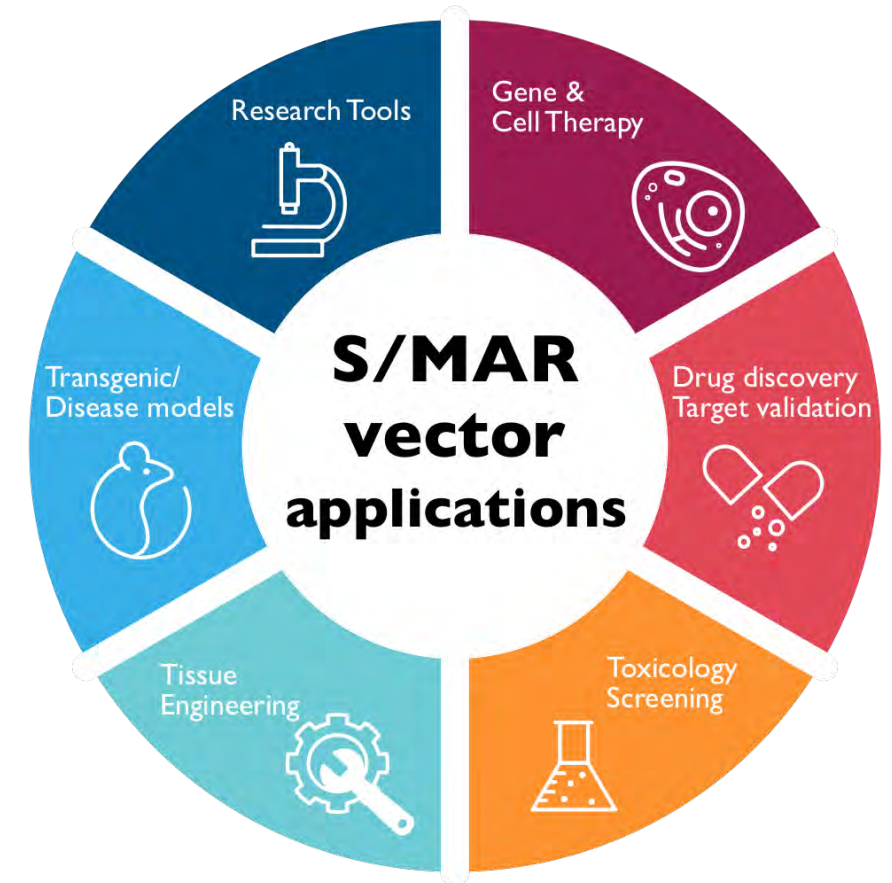 S/MAR
vector
applications
Gene &
Cell Therapy
Drug discovery
Target validation
Toxicology
Screening
Tissue
Engineering
Transgenic/
Disease models
Research Tools